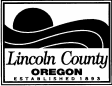 Lincoln County
OREGON
ESTABLISHED 1893